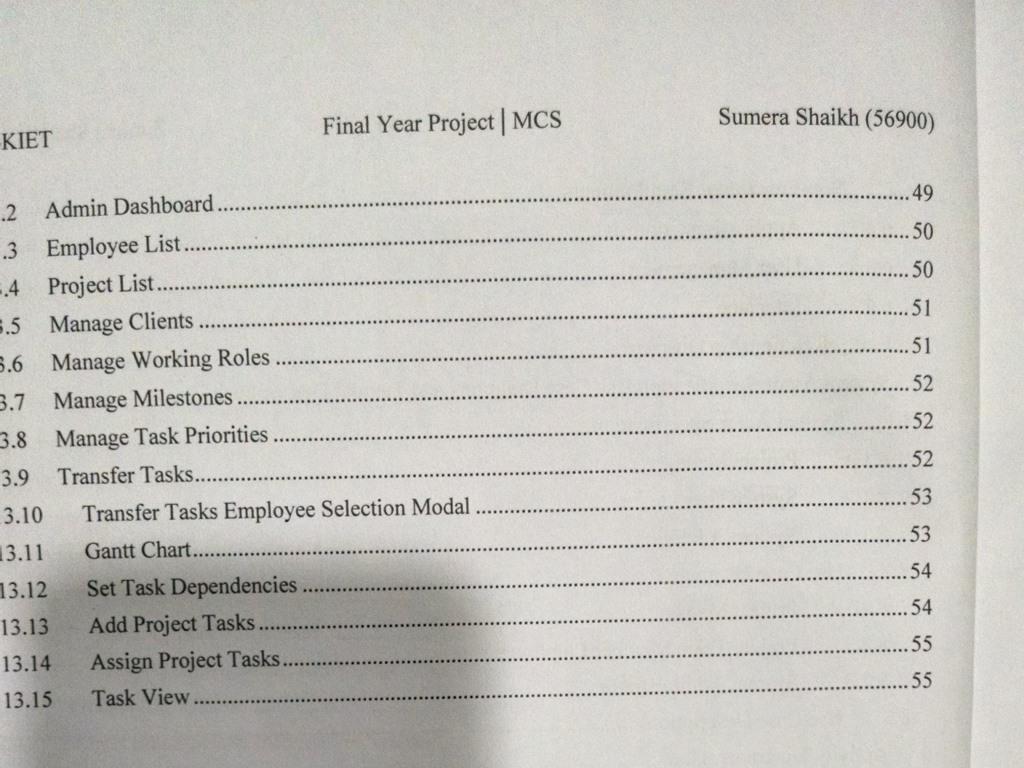 KIET Final Year Project | MCS Sumera Shaikh (56900)
.2 Admin Dashboard ........................................ 49
.3 Employee List ........................................ 50
.4 Project List ........................................ 50
.5 Manage Clients ........................................ 51
3.6 Manage Working Roles ........................................ 51
3.7 Manage Milestones ........................................ 52
3.8 Manage Task Priorities ........................................ 52
3.9 Transfer Tasks ........................................ 52
3.10 Transfer Tasks Employee Selection Modal ........................................ 53
13.11 Gantt Chart ........................................ 53
13.12 Set Task Dependencies ........................................ 54
13.13 Add Project Tasks ........................................ 54
13.14 Assign Project Tasks ........................................ 55
13.15 Task View ........................................ 55